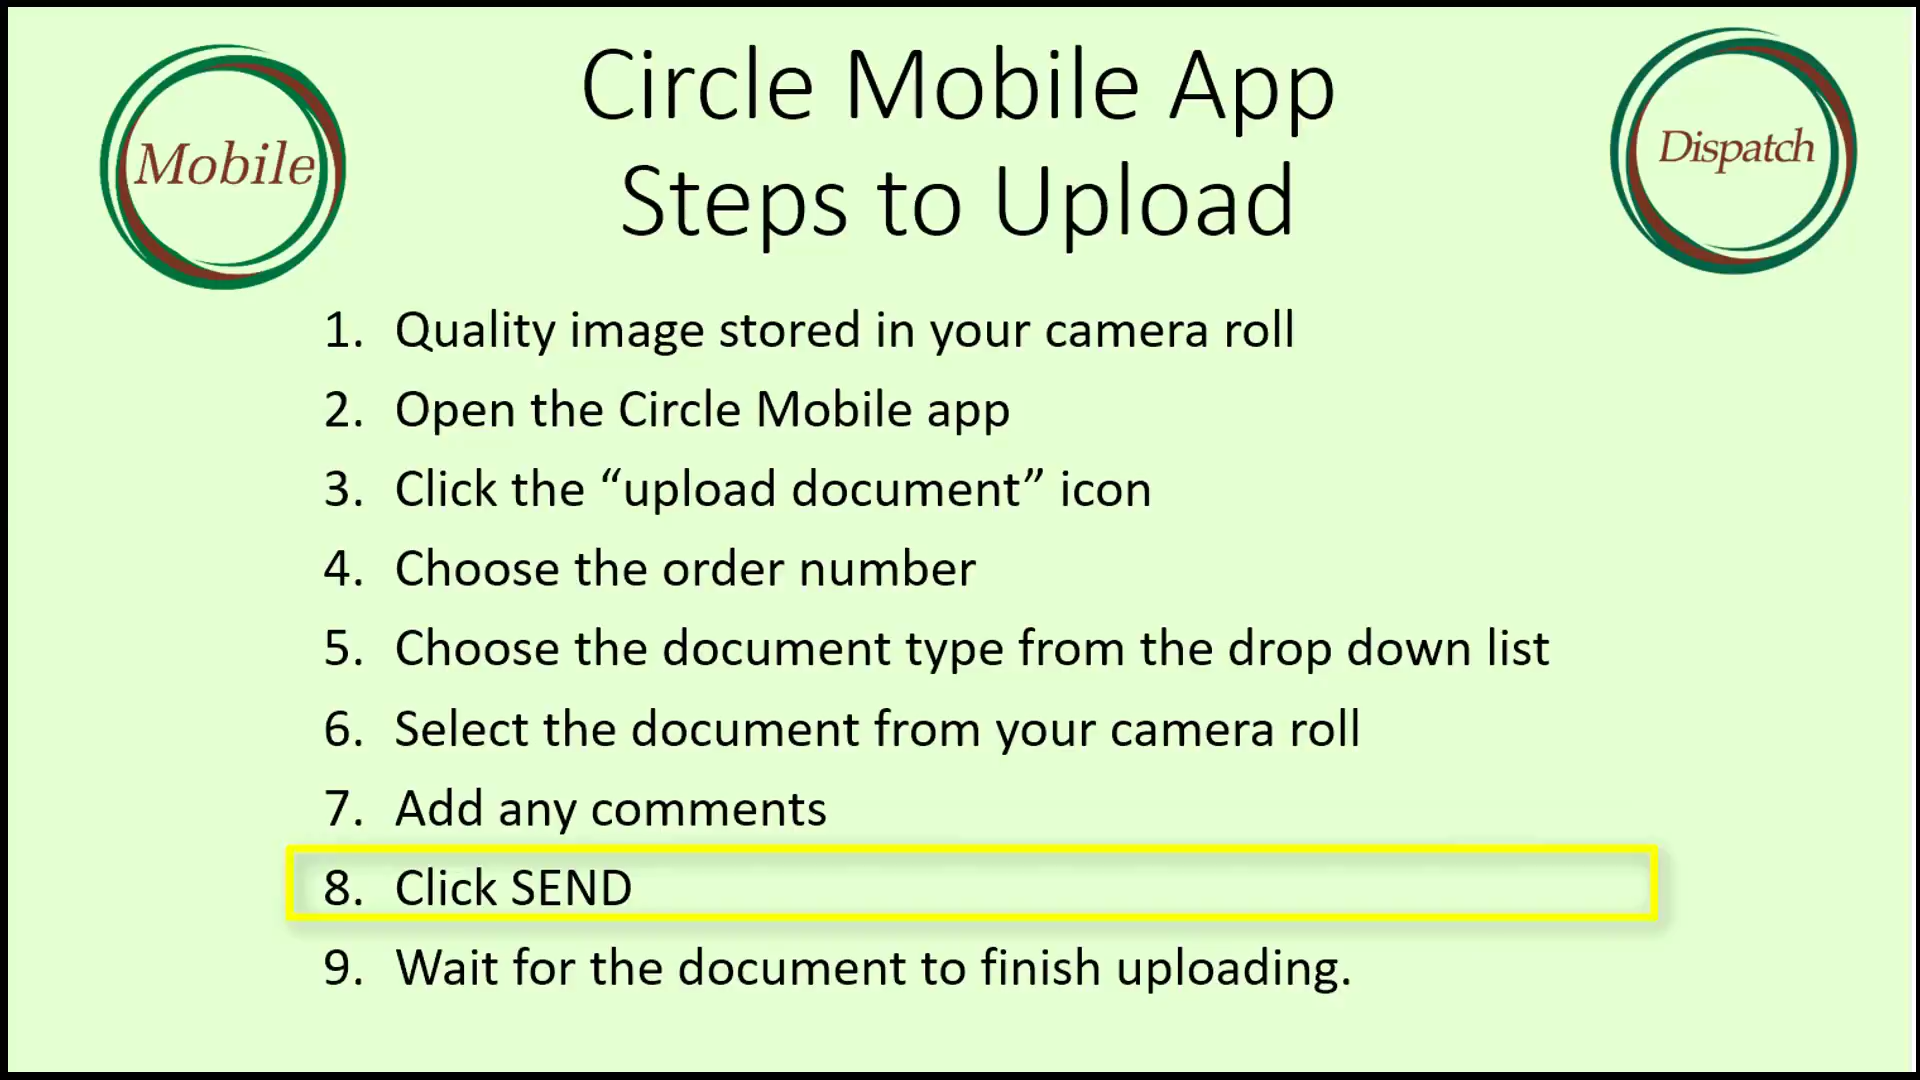 Circle Mobile App
Steps to Upload
Mobile
Dispatch
1. Quality image stored in your camera roll
2. Open the Circle Mobile app
3. Click the “upload document” icon
4. Choose the order number
5. Choose the document type from the drop down list
6. Select the document from your camera roll
7. Add any comments
8. Click SEND
9. Wait for the document to finish uploading.